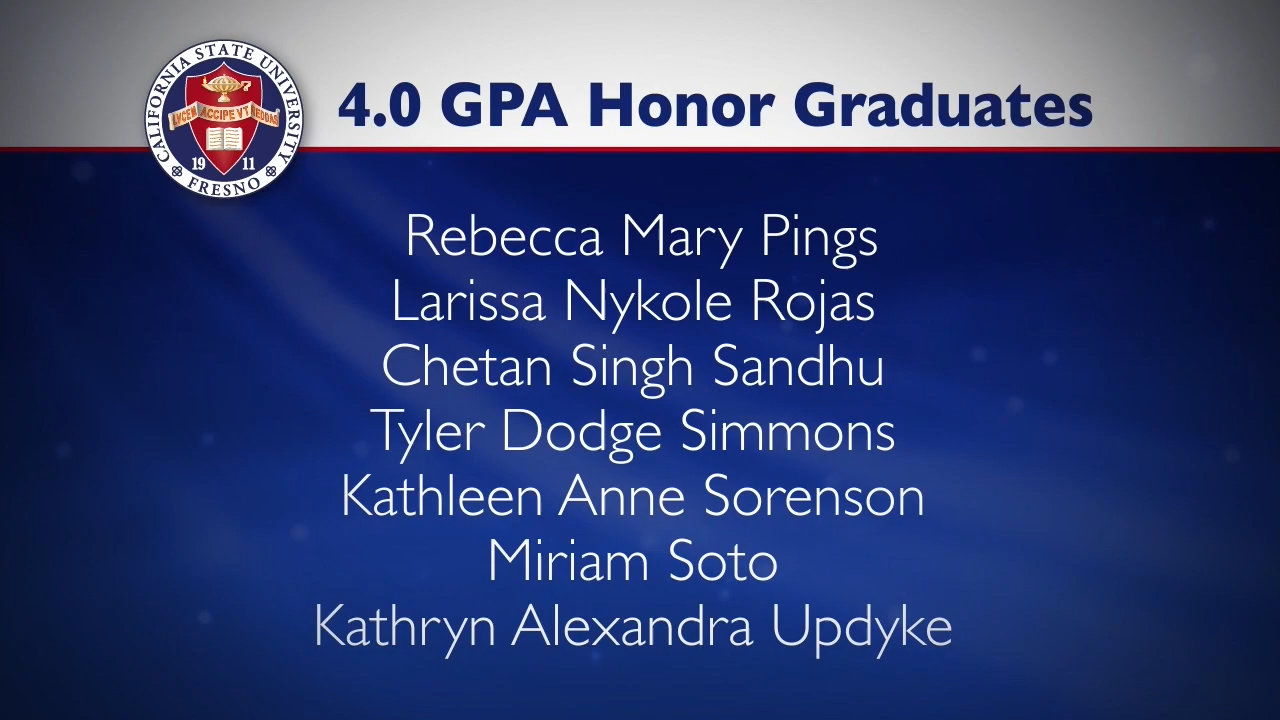 CALIFORNIA STATE UNIVERSITY
LVCEM ACCIPE VT REDDAS
19 11
FRESNO
4.0 GPA Honor Graduates
Rebecca Mary Pings
Larissa Nykole Rojas
Chetan Singh Sandhu
Tyler Dodge Simmons
Kathleen Anne Sorenson
Miriam Soto
Kathryn Alexandra Updyke